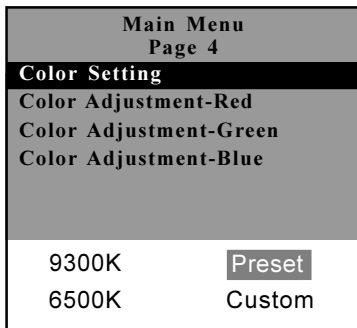 Main Menu
Page 4
Color Setting
Color Adjustment-Red
Color Adjustment-Green
Color Adjustment-Blue
9300K Preset
6500K Custom